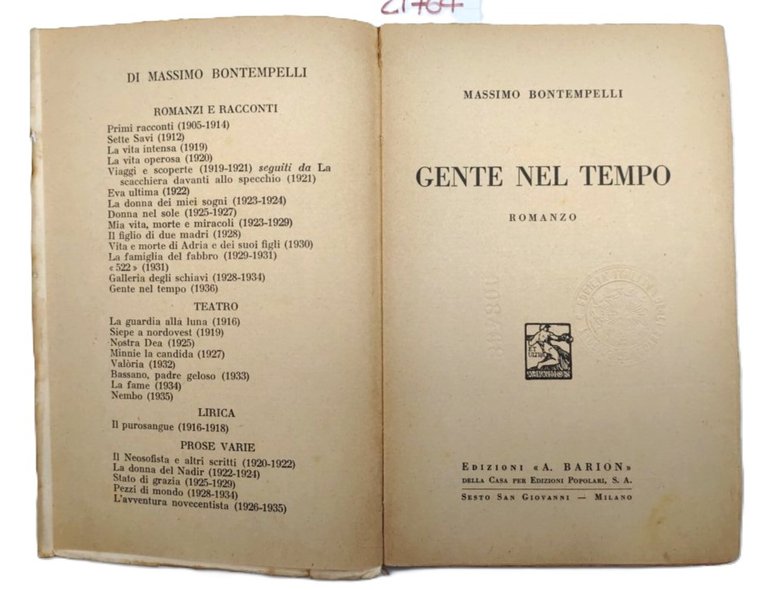 21764
DI MASSIMO BONTEMPELLI
ROMANZI E RACCONTI
Primi racconti (1905-1914)
Sette Savi (1912)
La vita intensa (1919)
La vita operosa (1920)
Viaggi e scoperte (1919-1921) seguiti da La
scacchiera davanti allo specchio (1921)
Eva ultima (1922)
La donna dei miei sogni (1923-1924)
Donna nel sole (1925-1927)
Mia vita, morte e miracoli (1923-1929)
Il figlio di due madri (1928)
Vita e morte di Adria e dei suoi figli (1930)
La famiglia del fabbro (1929-1931)
«522» (1931)
Galleria degli schiavi (1928-1934)
Gente nel tempo (1936)
TEATRO
La guardia alla luna (1916)
Siepe a nordovest (1919)
Nostra Dea (1925)
Minnie la candida (1927)
Valòria (1932)
Bassano, padre geloso (1933)
La fame (1934)
Nembo (1935)
LIRICA
Il purosangue (1916-1918)
PROSE VARIE
Il Neosofista e altri scritti (1920-1922)
La donna del Nadir (1922-1924)
Stato di grazia (1925-1929)
Pezzi di mondo (1928-1934)
L'avventura novecentista (1926-1935)
MASSIMO BONTEMPELLI
GENTE NEL TEMPO
ROMANZO
EDIZIONI «A. BARION»
DELLA CASA PER EDIZIONI POPOLARI, S. A.
SESTO SAN GIOVANNI — MILANO